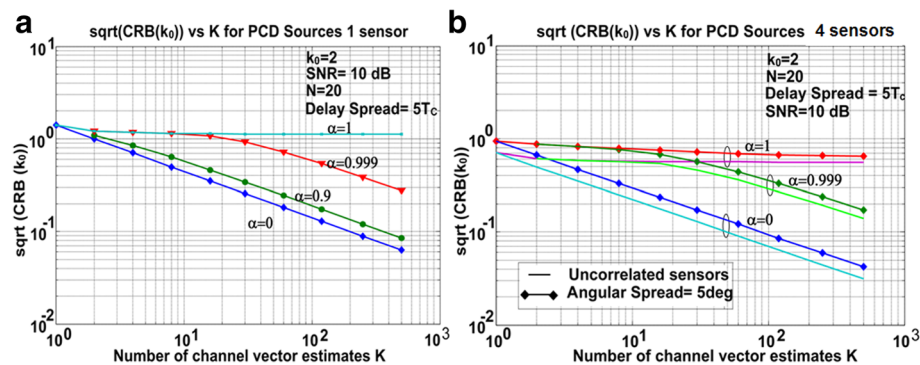 a
sqrt(CRB(k₀)) vs K for PCD Sources 1 sensor
k₀=2
SNR= 10 dB
N=20
Delay Spread= 5T_C
α=1
α=0.999
α=0.9
α=0
sqrt (CRB(k₀))
10¹
10⁰
10⁻¹
10⁻²
10⁰
10¹
10²
10³
Number of channel vector estimates K
b
sqrt (CRB(k₀)) vs K for PCD Sources 4 sensors
k₀=2
N=20
Delay Spread = 5T_c
SNR=10 dB
α=1
α=0.999
α=0
Uncorrelated sensors
Angular Spread= 5deg
sqrt (CRB(k₀))
10¹
10⁰
10⁻¹
10⁻²
10⁰
10¹
10²
10³
Number of channel vector estimates K